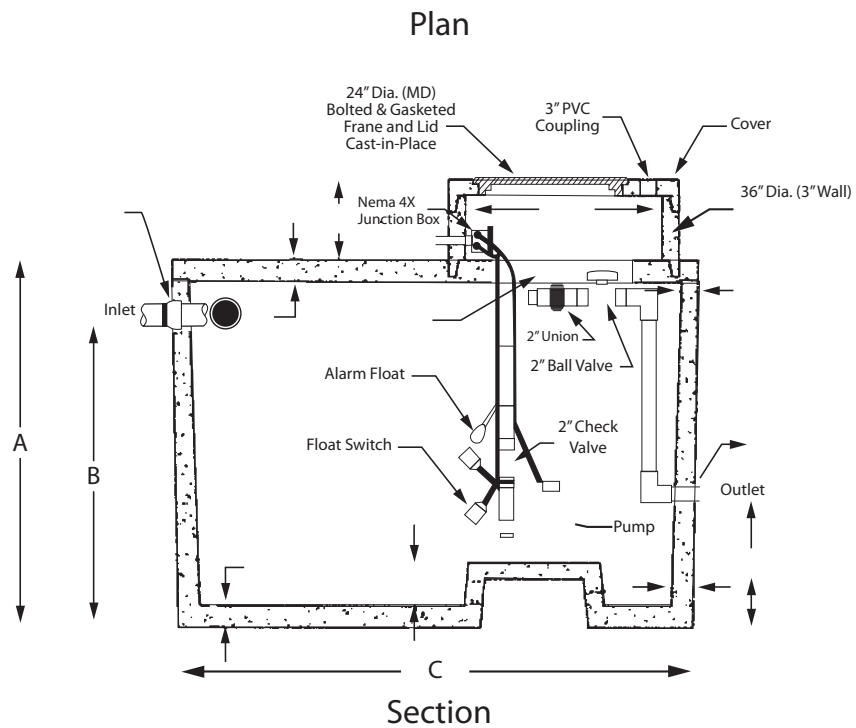 Plan
24" Dia. (MD)
Bolted & Gasketed
Frane and Lid
Cast-in-Place
3" PVC
Coupling
Cover
36" Dia. (3" Wall)
Nema 4X
Junction Box
Inlet
2" Union
2" Ball Valve
Alarm Float
Float Switch
2" Check
Valve
Outlet
Pump
A
B
C
Section